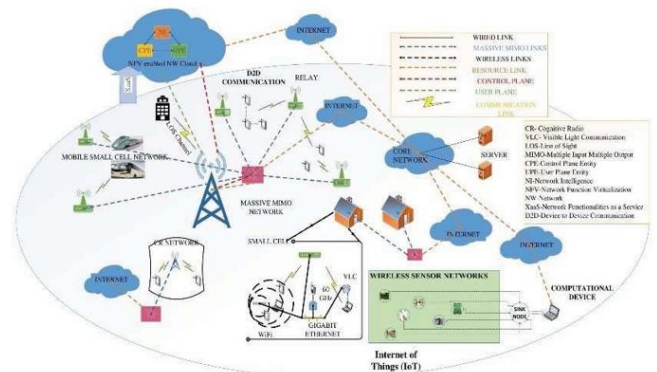 NI
CPE
UPE
NFV enabled NW Cloud
XaaS
INTERNET
D2D
COMMUNICATION
RELAY
LOS Channel
MOBILE SMALL CELL NETWORK
INTERNET
CORE
NETWORK
SERVER
MASSIVE MIMO
NETWORK
SMALL CELL
CR NETWORK
INTERNET
INTERNET
INTERNET
60
GHz
VLC
WiFi
GIGABIT
ETHERNET
WIRELESS SENSOR NETWORKS
SINK
NODE
COMPUTATIONAL
DEVICE
Internet of
Things (IoT)
WIRED LINK
MASSIVE MIMO LINKS
WIRELESS LINKS
RESOURCE LINK
CONTROL PLANE
USER PLANE
COMMUNICATION
LINK
CR- Cognitive Radio
VLC- Visible Light Communication
LOS-Line of Sight
MIMO-Multiple Input Multiple Output
CPE-Control Plane Entity
UPE-User Plane Entity
NI-Network Intelligence
NFV-Network Function Virtualization
NW-Network
XaaS-Network Functionalities as a Service
D2D-Device to Device Communication